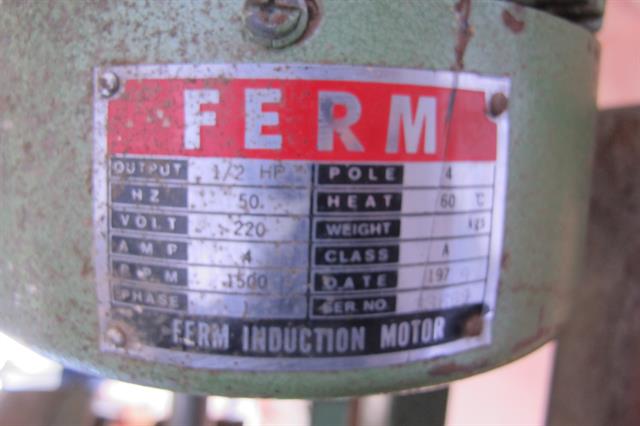 FERM
OUTPUT 1/2 HP POLE 4
HZ 50 HEAT 60 °C
VOLT 220 WEIGHT kgs
AMP 4 CLASS A
R.P.M 1500 DATE 197
PHASE 1 SER.NO
FERM INDUCTION MOTOR